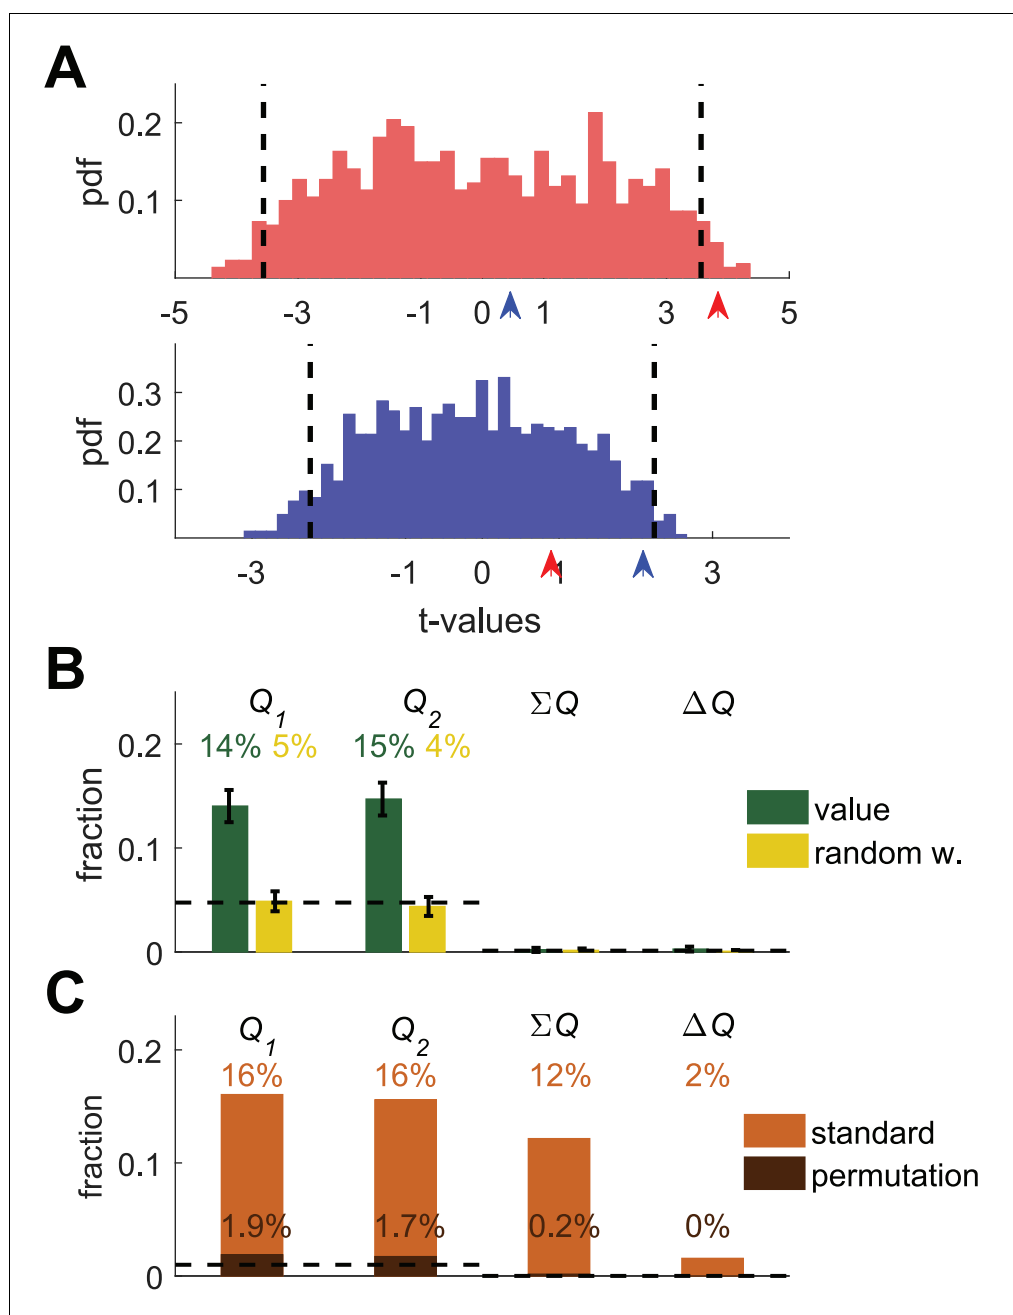 A
pdf
0.2
0.1
-5 -3 -1 0 1 3 5
pdf
0.3
0.2
0.1
-3 -1 0 1 3
t-values
B
Q1 Q2 ΣQ ΔQ
14% 5% 15% 4%
fraction
0.2
0.1
0
value
random w.
C
Q1 Q2 ΣQ ΔQ
16% 16% 12% 2%
fraction
0.2
0.1
0
standard
permutation
1.9% 1.7% 0.2% 0%